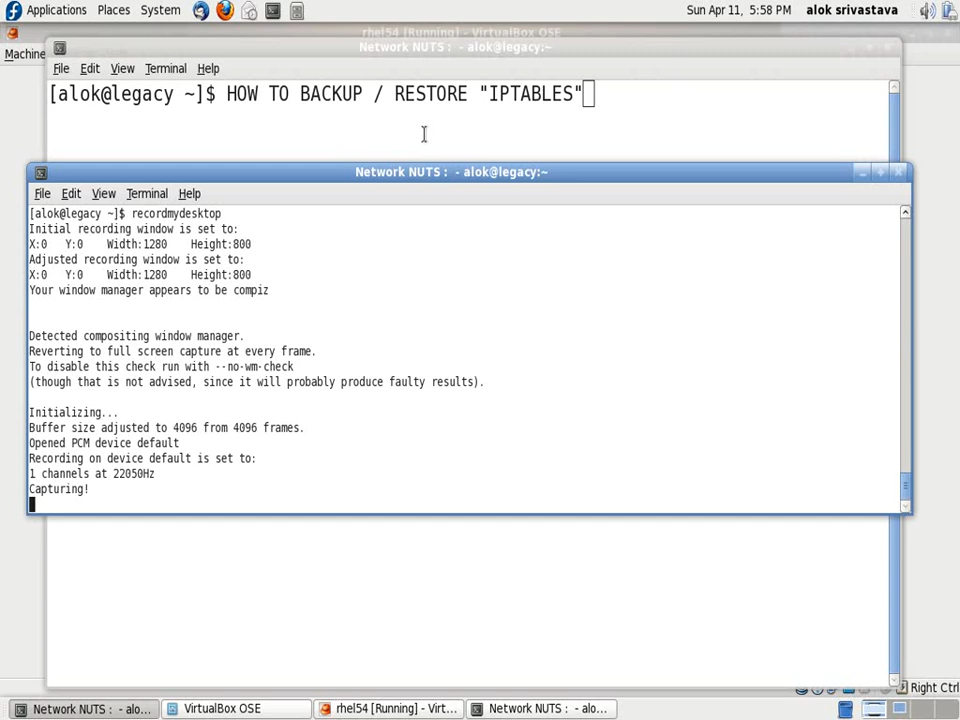 Applications Places System Sun Apr 11, 5:58 PM alok srivastava
rhel54 [Running] - VirtualBox OSE
Machine
Network NUTS : - alok@legacy:~
File Edit View Terminal Help
[alok@legacy ~]$ HOW TO BACKUP / RESTORE "IPTABLES"
Network NUTS : - alok@legacy:~
File Edit View Terminal Help
[alok@legacy ~]$ recordmydesktop
Initial recording window is set to:
X:0 Y:0 Width:1280 Height:800
Adjusted recording window is set to:
X:0 Y:0 Width:1280 Height:800
Your window manager appears to be compiz
Detected compositing window manager.
Reverting to full screen capture at every frame.
To disable this check run with --no-wm-check
(though that is not advised, since it will probably produce faulty results).
Initializing...
Buffer size adjusted to 4096 from 4096 frames.
Opened PCM device default
Recording on device default is set to:
1 channels at 22050Hz
Capturing!
Right Ctrl
Network NUTS : - alo... VirtualBox OSE rhel54 [Running] - Virt... Network NUTS : - alo...